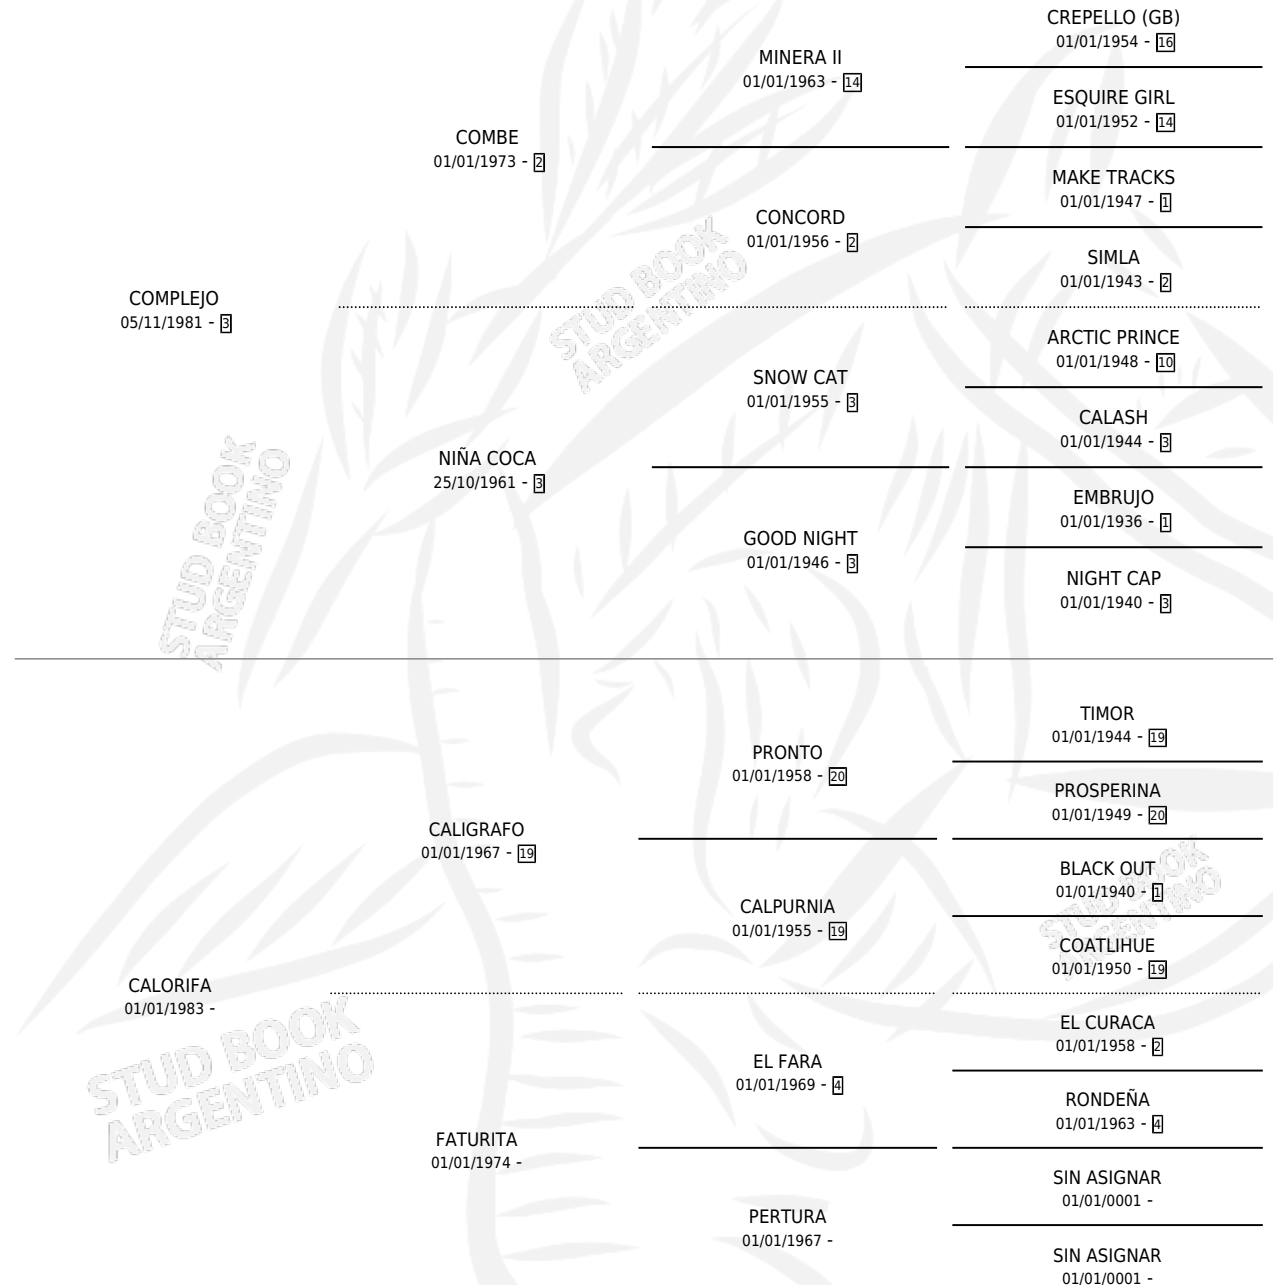 CREPELLO (GB)
01/01/1954 - 16
MINERA II
01/01/1963 - 14
ESQUIRE GIRL
01/01/1952 - 14
COMBE
01/01/1973 - 2
MAKE TRACKS
01/01/1947 - 1
CONCORD
01/01/1956 - 2
SIMLA
01/01/1943 - 2
COMPLEJO
05/11/1981 - 3
STUD BOOK
ARGENTINO
ARCTIC PRINCE
01/01/1948 - 10
SNOW CAT
01/01/1955 - 3
CALASH
01/01/1944 - 3
NIÑA COCA
25/10/1961 - 3
EMBRUJO
01/01/1936 - 1
GOOD NIGHT
01/01/1946 - 3
NIGHT CAP
01/01/1940 - 3
STUD BOOK
ARGENTINO
TIMOR
01/01/1944 - 19
PRONTO
01/01/1958 - 20
PROSPERINA
01/01/1949 - 20
CALIGRAFO
01/01/1967 - 19
BLACK OUT
01/01/1940 - 1
CALPURNIA
01/01/1955 - 19
COATLIHUE
01/01/1950 - 19
STUD BOOK
ARGENTINO
CALORIFA
01/01/1983 -
STUD BOOK
ARGENTINO
EL CURACA
01/01/1958 - 2
EL FARA
01/01/1969 - 4
RONDEÑA
01/01/1963 - 4
FATURITA
01/01/1974 -
SIN ASIGNAR
01/01/0001 -
PERTURA
01/01/1967 -
SIN ASIGNAR
01/01/0001 -